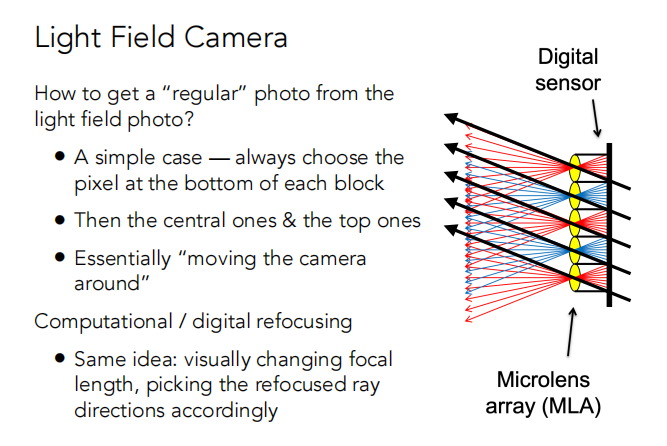 Light Field Camera
How to get a “regular” photo from the
light field photo?
• A simple case — always choose the
pixel at the bottom of each block
• Then the central ones & the top ones
• Essentially “moving the camera
around”
Computational / digital refocusing
• Same idea: visually changing focal
length, picking the refocused ray
directions accordingly
Digital
sensor
Microlens
array (MLA)